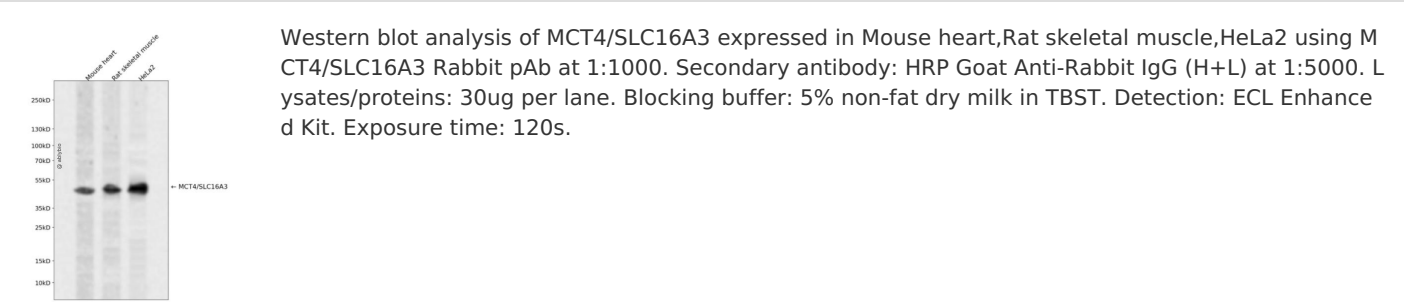 Mouse heart
Rat skeletal muscle
HeLa2
250kD
130kD
100kD
70kD
55kD
35kD
25kD
15kD
10kD
© ablybio
← MCT4/SLC16A3
Western blot analysis of MCT4/SLC16A3 expressed in Mouse heart,Rat skeletal muscle,HeLa2 using M
CT4/SLC16A3 Rabbit pAb at 1:1000. Secondary antibody: HRP Goat Anti-Rabbit IgG (H+L) at 1:5000. L
ysates/proteins: 30ug per lane. Blocking buffer: 5% non-fat dry milk in TBST. Detection: ECL Enhance
d Kit. Exposure time: 120s.